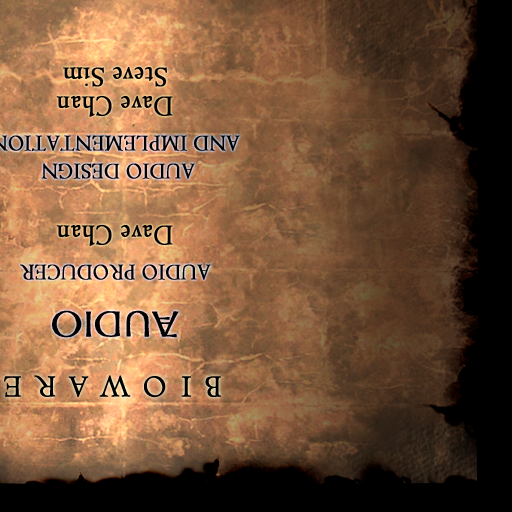 BIOWARE
AUDIO
AUDIO PRODUCER
Dave Chan
AUDIO DESIGN
AND IMPLEMENTATION
Dave Chan
Steve Sim